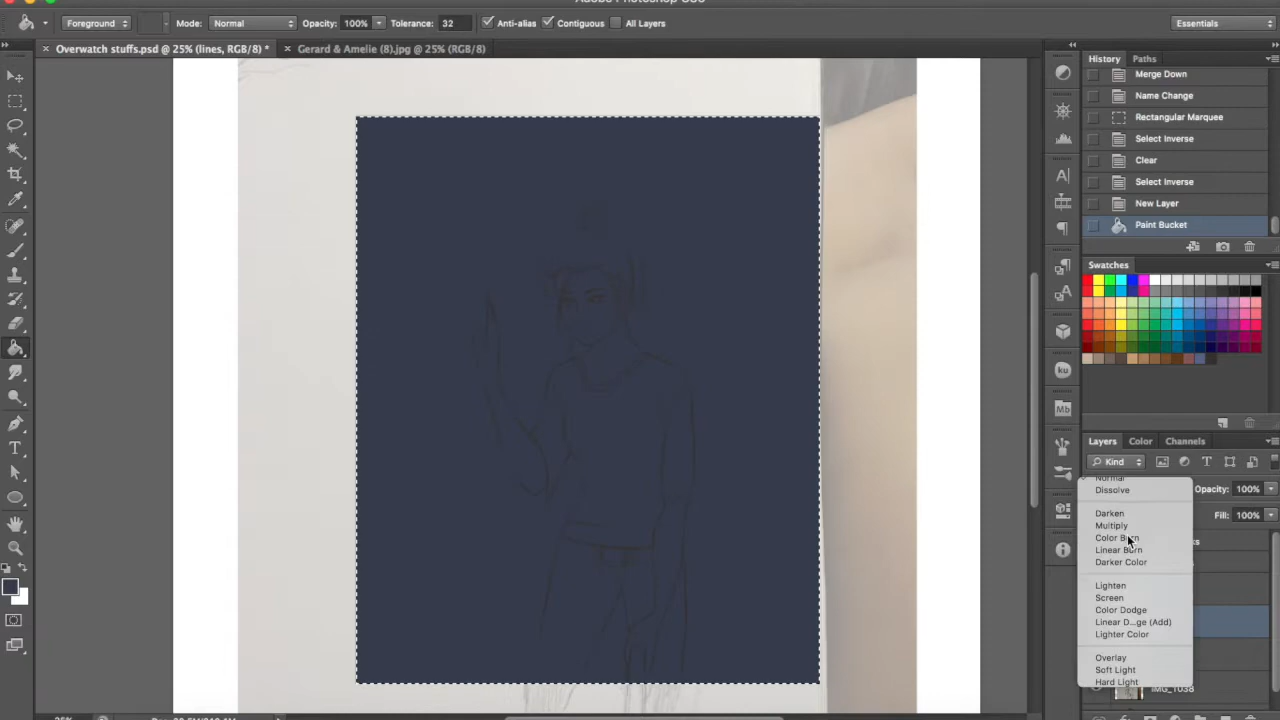 Foreground Mode: Normal Opacity: 100% Tolerance: 32 Anti-alias Contiguous All Layers Essentials
Overwatch stuffs.psd @ 25% (lines, RGB/8) * Gerard & Amelie (8).jpg @ 25% (RGB/8)
History Paths
Merge Down
Name Change
Rectangular Marquee
Select Inverse
Clear
Select Inverse
New Layer
Paint Bucket
Swatches
ku
Mb
Layers Color Channels
Kind
Normal
Dissolve
Opacity: 100%
Darken
Fill: 100%
Multiply
Color Burn
Linear Burn
Darker Color
Lighten
Screen
Color Dodge
Linear D...ge (Add)
Lighter Color
Overlay
Soft Light
Hard Light
IMG_1038